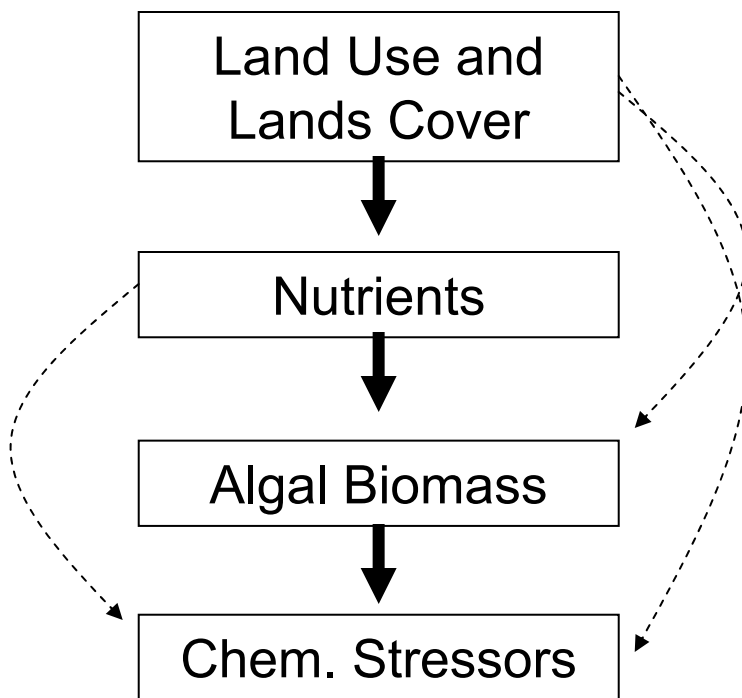 Land Use and
Lands Cover
Nutrients
Algal Biomass
Chem. Stressors